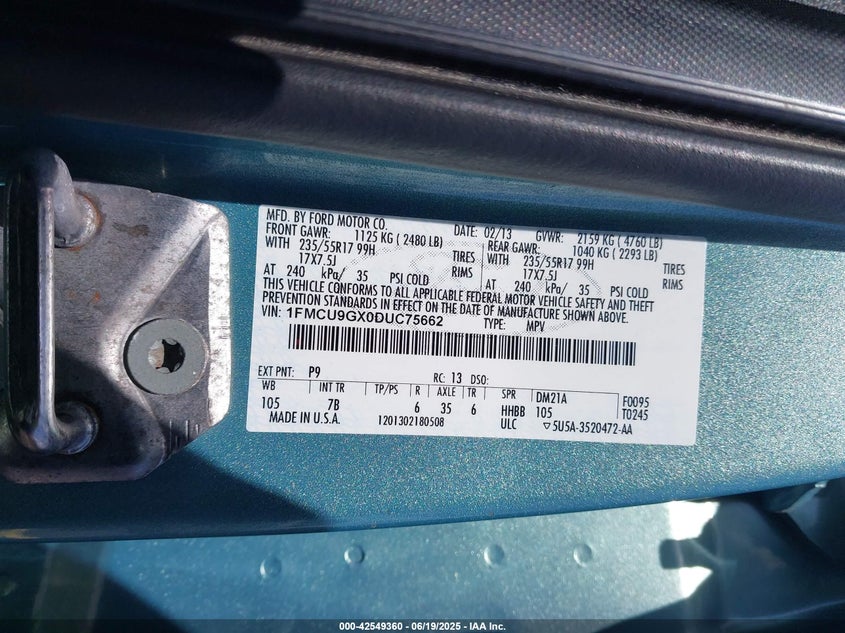 MFD. BY FORD MOTOR CO.
DATE: 02/13 GVWR: 2159 KG ( 4760 LB)
FRONT GAWR: 1125 KG ( 2480 LB) REAR GAWR: 1040 KG ( 2293 LB)
WITH 235/55R17 99H TIRES WITH 235/55R17 99H TIRES
17X7.5J RIMS 17X7.5J RIMS
AT 240 kPa/ 35 PSI COLD AT 240 kPa/ 35 PSI COLD
THIS VEHICLE CONFORMS TO ALL APPLICABLE FEDERAL MOTOR VEHICLE SAFETY AND THEFT
PREVENTION STANDARDS IN EFFECT ON THE DATE OF MANUFACTURE SHOWN ABOVE.
VIN: 1FMCU9GX0DUC75662
TYPE: MPV
EXT PNT: P9 RC: 13 DSO:
WB INT TR TP/PS R AXLE TR SPR DM21A F0095
105 7B 6 35 6 HHBB 105 T0245
MADE IN U.S.A. 1201302180508 ULC ▽5U5A-3520472-AA
000-42549360 - 06/19/2025 - IAA Inc.